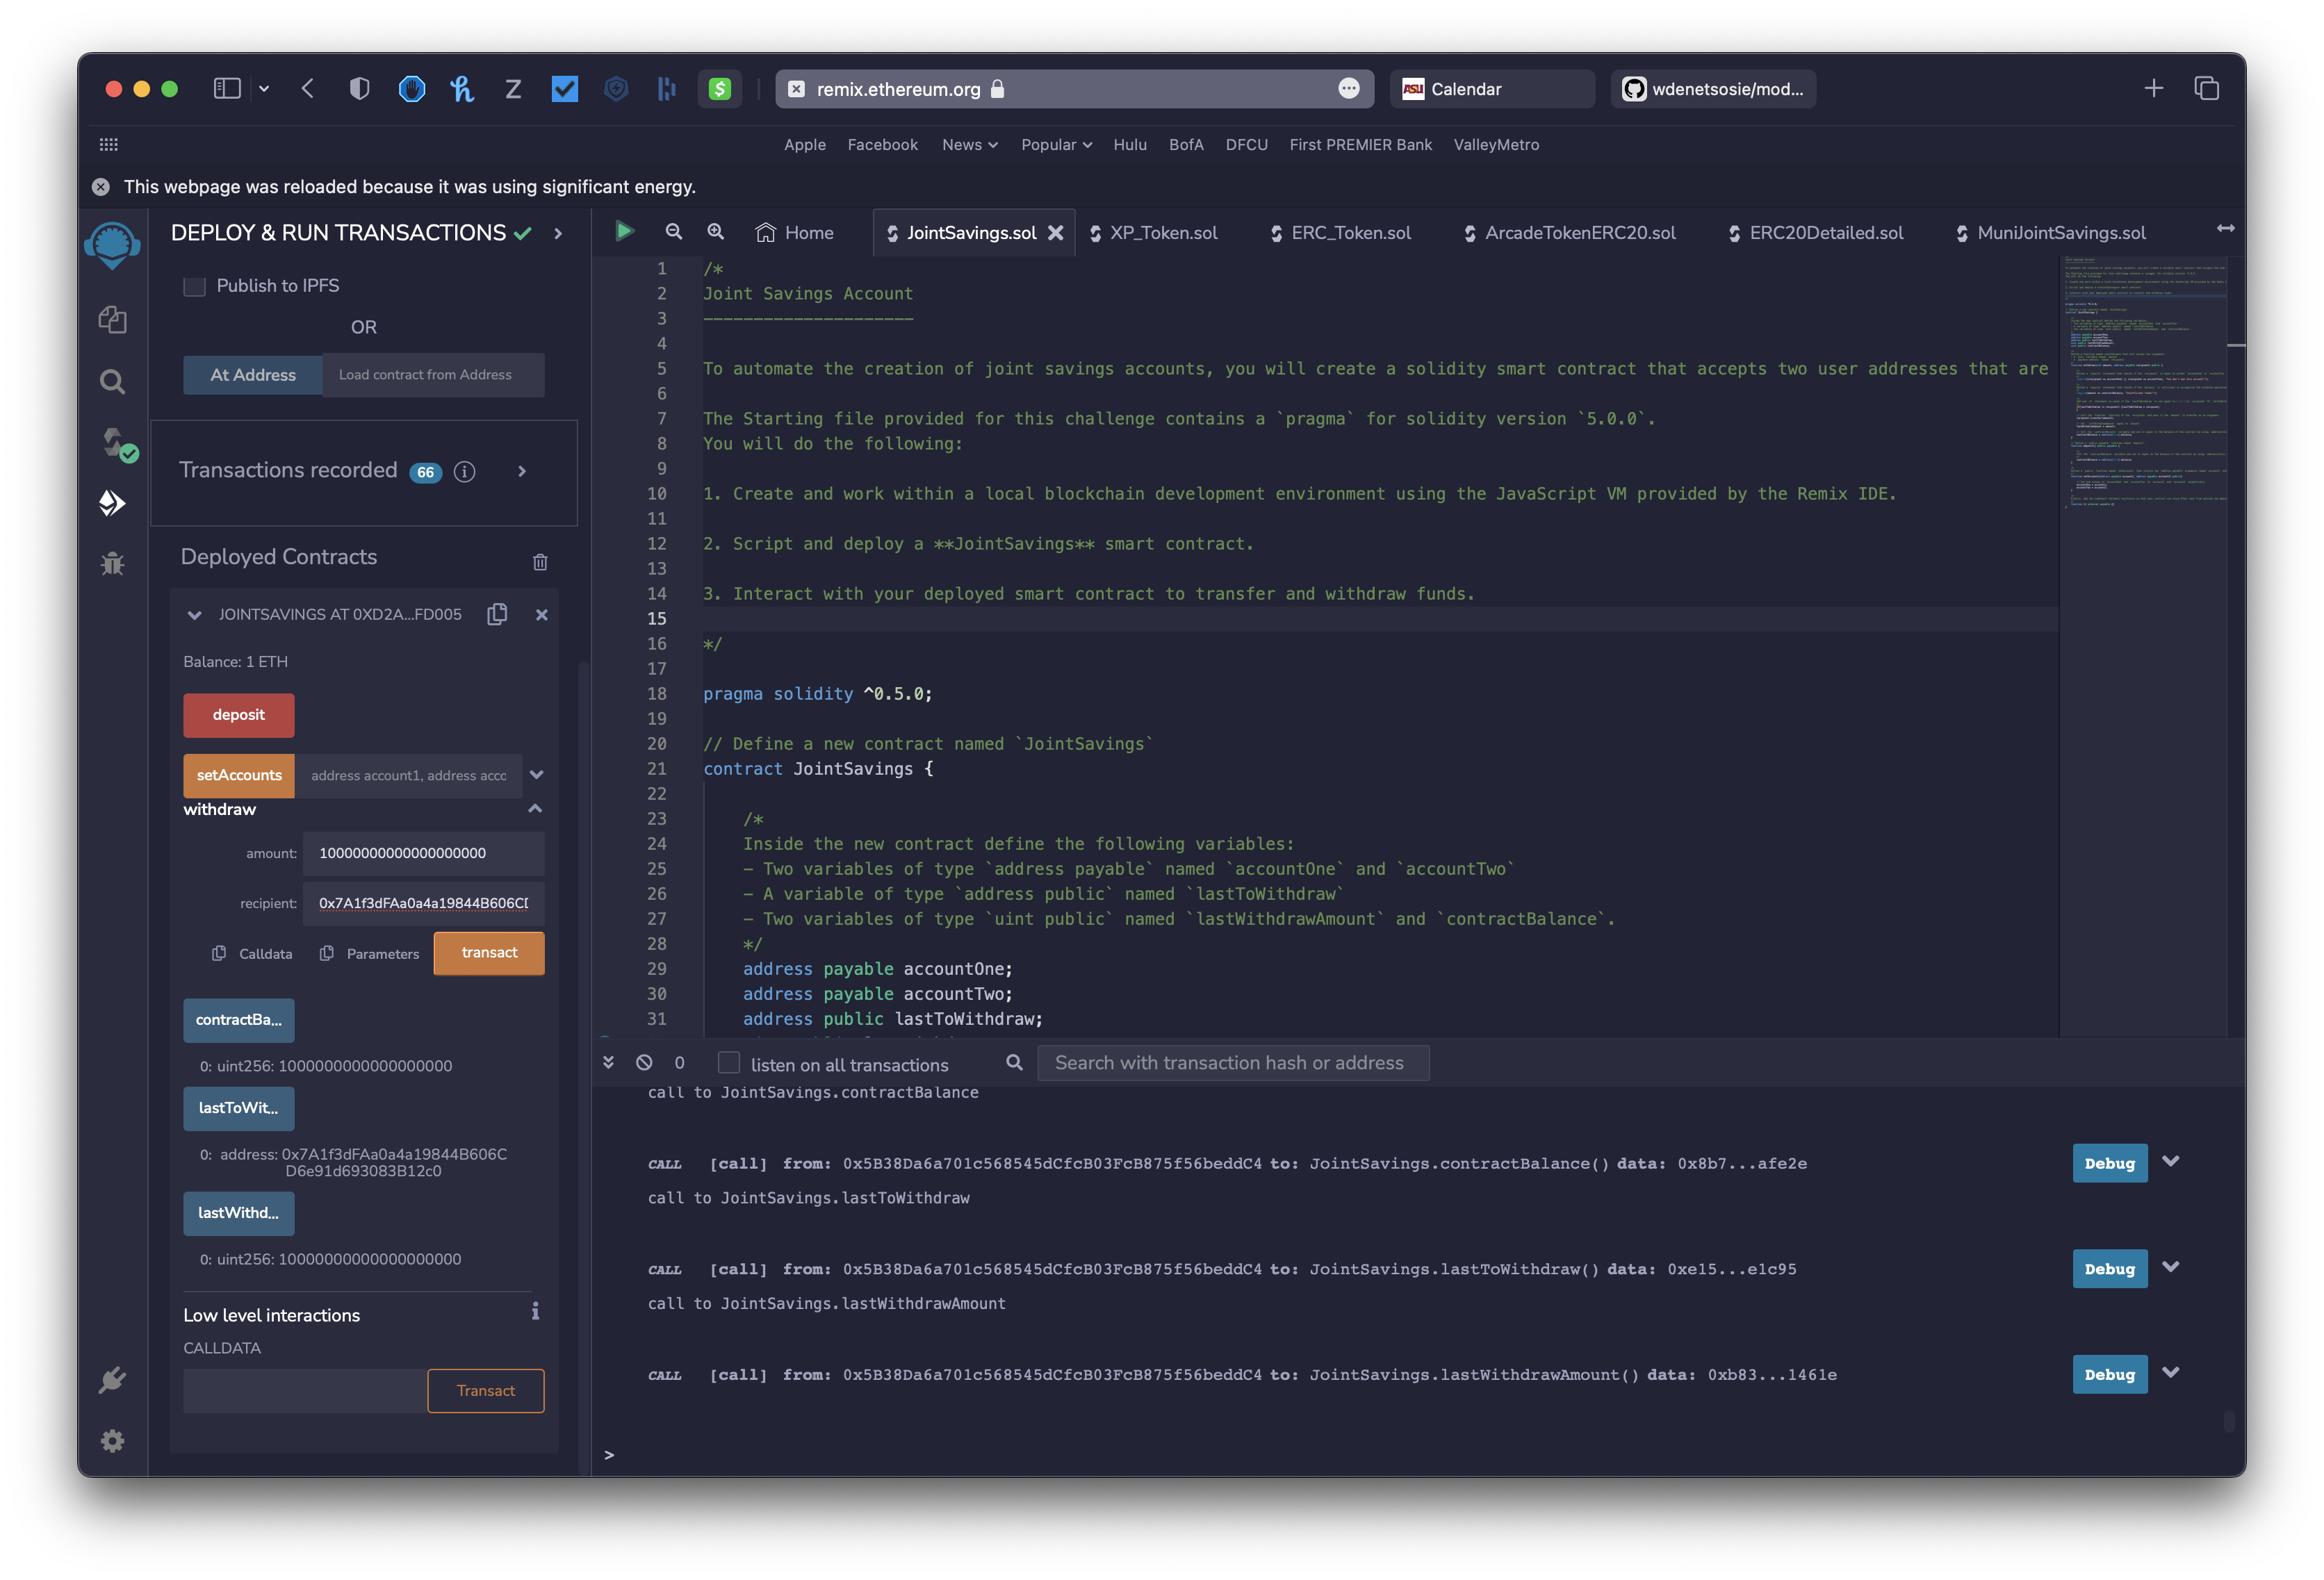 remix.ethereum.org
Calendar
wdenetsosie/mod...
Apple Facebook News Popular Hulu BofA DFCU First PREMIER Bank ValleyMetro
This webpage was reloaded because it was using significant energy.
DEPLOY & RUN TRANSACTIONS
Publish to IPFS
OR
At Address
Load contract from Address
Transactions recorded 66
Deployed Contracts
JOINTSAVINGS AT 0XD2A...FD005
Balance: 1 ETH
deposit
setAccounts
address account1, address acco
withdraw
amount: 10000000000000000000
recipient: 0x7A1f3dFAa0a4a19844B606CD
Calldata Parameters transact
contractBa...
0: uint256: 1000000000000000000
lastToWit...
0: address: 0x7A1f3dFAa0a4a19844B606C
D6e91d693083B12c0
lastWithd...
0: uint256: 10000000000000000000
Low level interactions
CALLDATA
Transact
Home
JointSavings.sol
XP_Token.sol
ERC_Token.sol
ArcadeTokenERC20.sol
ERC20Detailed.sol
MuniJointSavings.sol
1 /*
2 Joint Savings Account
3 ---------------------
4
5 To automate the creation of joint savings accounts, you will create a solidity smart contract that accepts two user addresses that are
6
7 The Starting file provided for this challenge contains a `pragma` for solidity version `5.0.0`.
8 You will do the following:
9
10 1. Create and work within a local blockchain development environment using the JavaScript VM provided by the Remix IDE.
11
12 2. Script and deploy a **JointSavings** smart contract.
13
14 3. Interact with your deployed smart contract to transfer and withdraw funds.
15
16 */
17
18 pragma solidity ^0.5.0;
19
20 // Define a new contract named `JointSavings`
21 contract JointSavings {
22
23 /*
24 Inside the new contract define the following variables:
25 - Two variables of type `address payable` named `accountOne` and `accountTwo`
26 - A variable of type `address public` named `lastToWithdraw`
27 - Two variables of type `uint public` named `lastWithdrawAmount` and `contractBalance`.
28 */
29 address payable accountOne;
30 address payable accountTwo;
31 address public lastToWithdraw;
0 listen on all transactions
Search with transaction hash or address
call to JointSavings.contractBalance
CALL [call] from: 0x5B38Da6a701c568545dCfcB03FcB875f56beddC4 to: JointSavings.contractBalance() data: 0x8b7...afe2e
Debug
call to JointSavings.lastToWithdraw
CALL [call] from: 0x5B38Da6a701c568545dCfcB03FcB875f56beddC4 to: JointSavings.lastToWithdraw() data: 0xe15...e1c95
Debug
call to JointSavings.lastWithdrawAmount
CALL [call] from: 0x5B38Da6a701c568545dCfcB03FcB875f56beddC4 to: JointSavings.lastWithdrawAmount() data: 0xb83...1461e
Debug
>